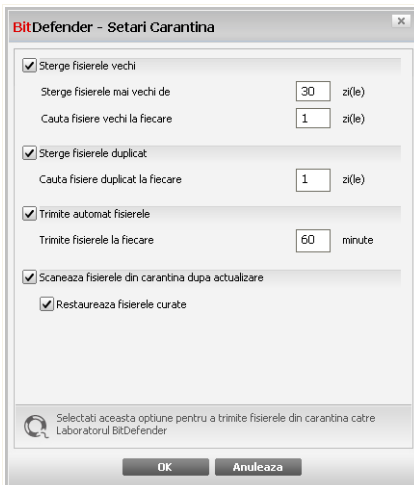 BitDefender - Setari Carantina
Sterge fisierele vechi
Sterge fisierele mai vechi de 30 zi(le)
Cauta fisiere vechi la fiecare 1 zi(le)
Sterge fisierele duplicat
Cauta fisiere duplicat la fiecare 1 zi(le)
Trimite automat fisierele
Trimite fisierele la fiecare 60 minute
Scaneaza fisierele din carantina dupa actualizare
Restaureaza fisierele curate
Selectati aceasta optiune pentru a trimite fisierele din carantina catre
Laboratorul BitDefender
OK Anuleaza